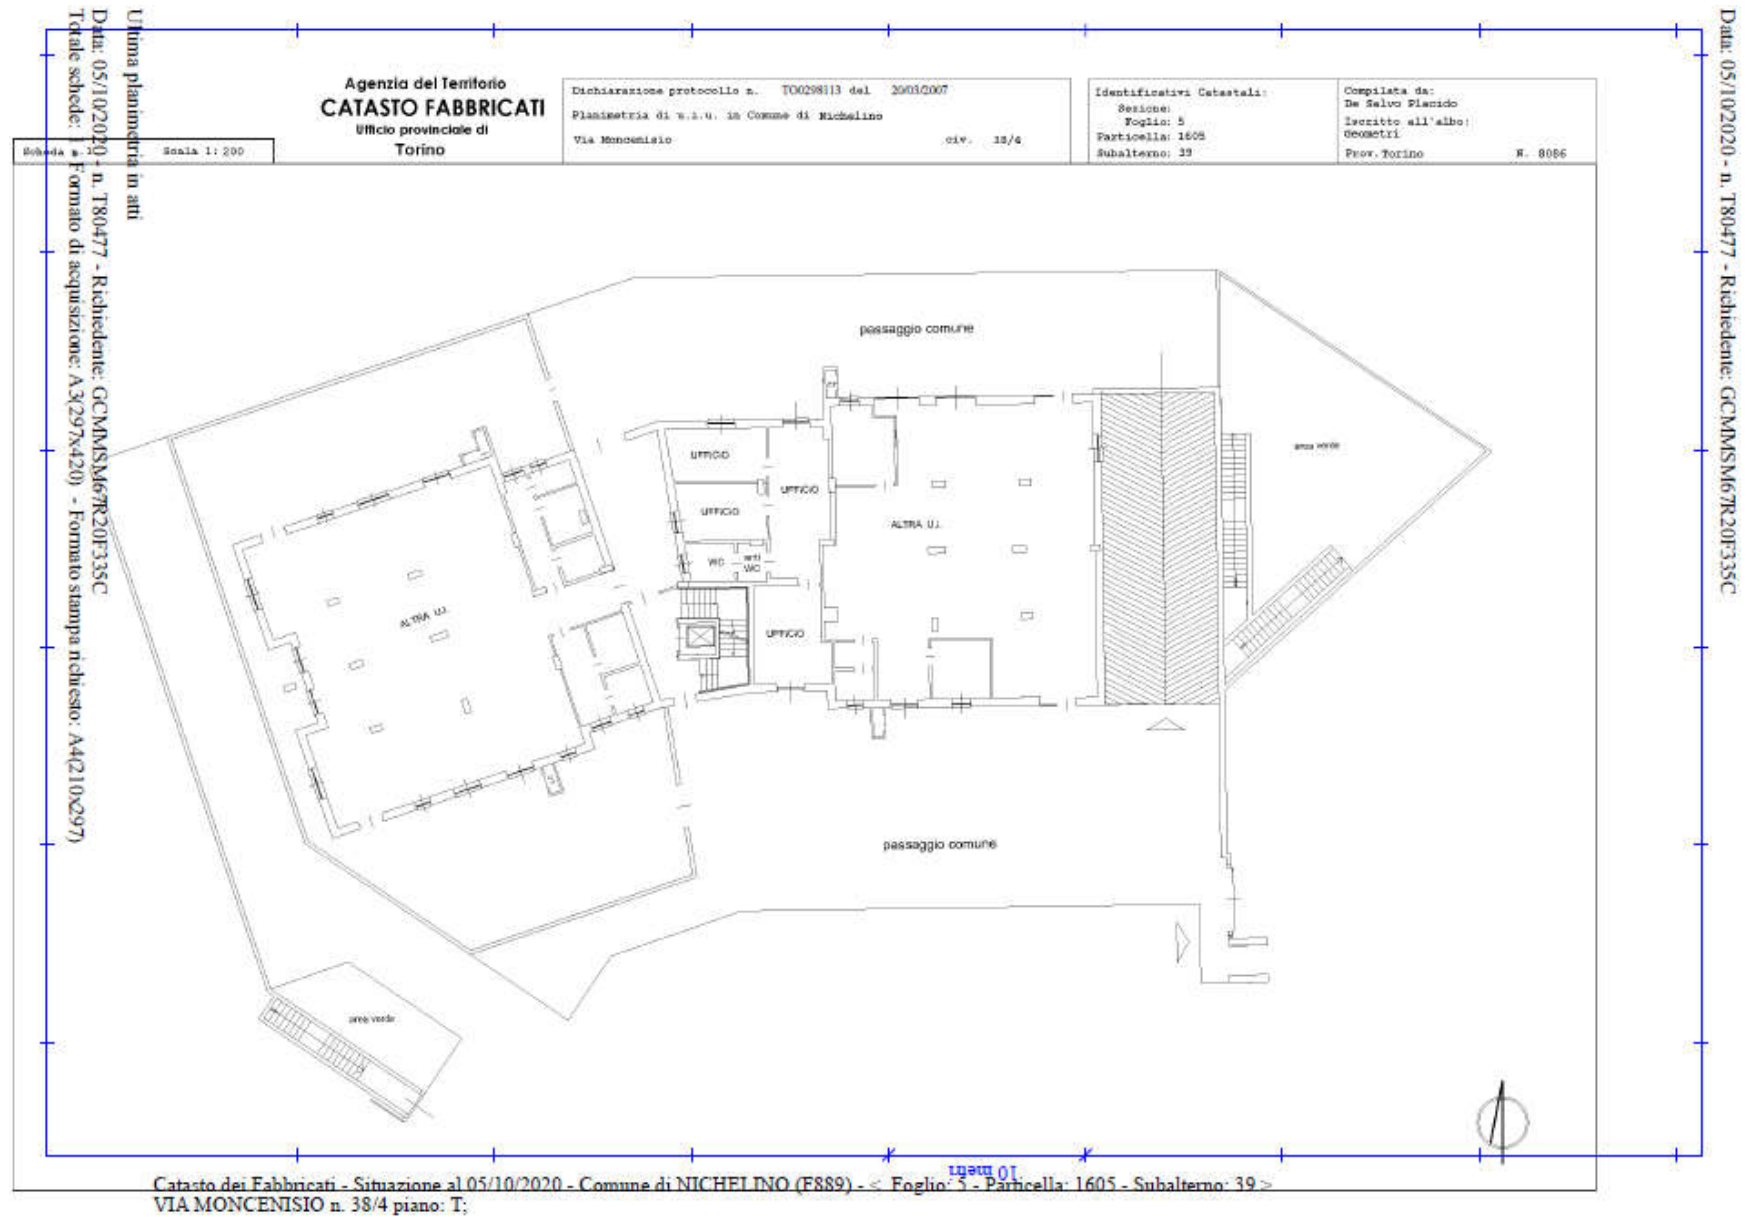 Ultima planimetria in atti
Data: 05/10/2020 - n. T80477 - Richiedente: GCMMSM67R20F335C
Totale schede: 1 - Formato di acquisizione: A3(297x420) - Formato stampa richiesto: A4(210x297)
Data: 05/10/2020 - n. T80477 - Richiedente: GCMMSM67R20F335C
Agenzia del Territorio
CATASTO FABBRICATI
Ufficio provinciale di
Torino
Scheda n. 1 Scala 1:200
Dichiarazione protocollo n. TO0298113 del 20/03/2007
Planimetria di u.i.u. in Comune di Nichelino
Via Moncenisio civ. 38/4
Identificativi Catastali:
Sezione:
Foglio: 5
Particella: 1605
Subalterno: 39
Compilata da:
De Salvo Placido
Iscritto all'albo:
Geometri
Prov. Torino N. 8086
passaggio comune
area verde
UFFICIO
UFFICIO
UFFICIO
ALTRA U.I.
WC
anti
WC
ALTRA U.I.
UFFICIO
passaggio comune
area verde
10 metri
Catasto dei Fabbricati - Situazione al 05/10/2020 - Comune di NICHELINO (F889) - < Foglio: 5 - Particella: 1605 - Subalterno: 39 >
VIA MONCENISIO n. 38/4 piano: T;